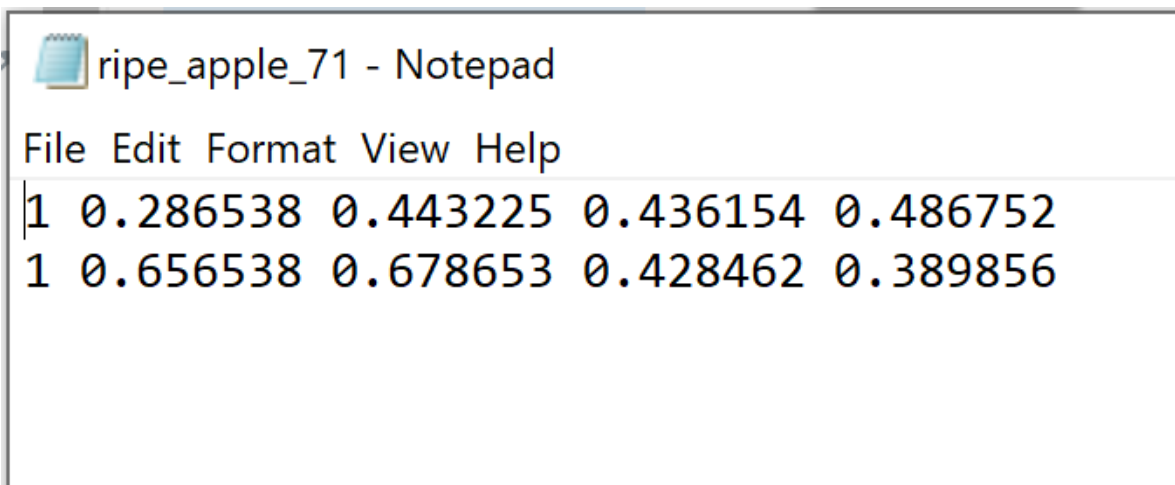 ripe_apple_71 - Notepad
File Edit Format View Help
1 0.286538 0.443225 0.436154 0.486752
1 0.656538 0.678653 0.428462 0.389856